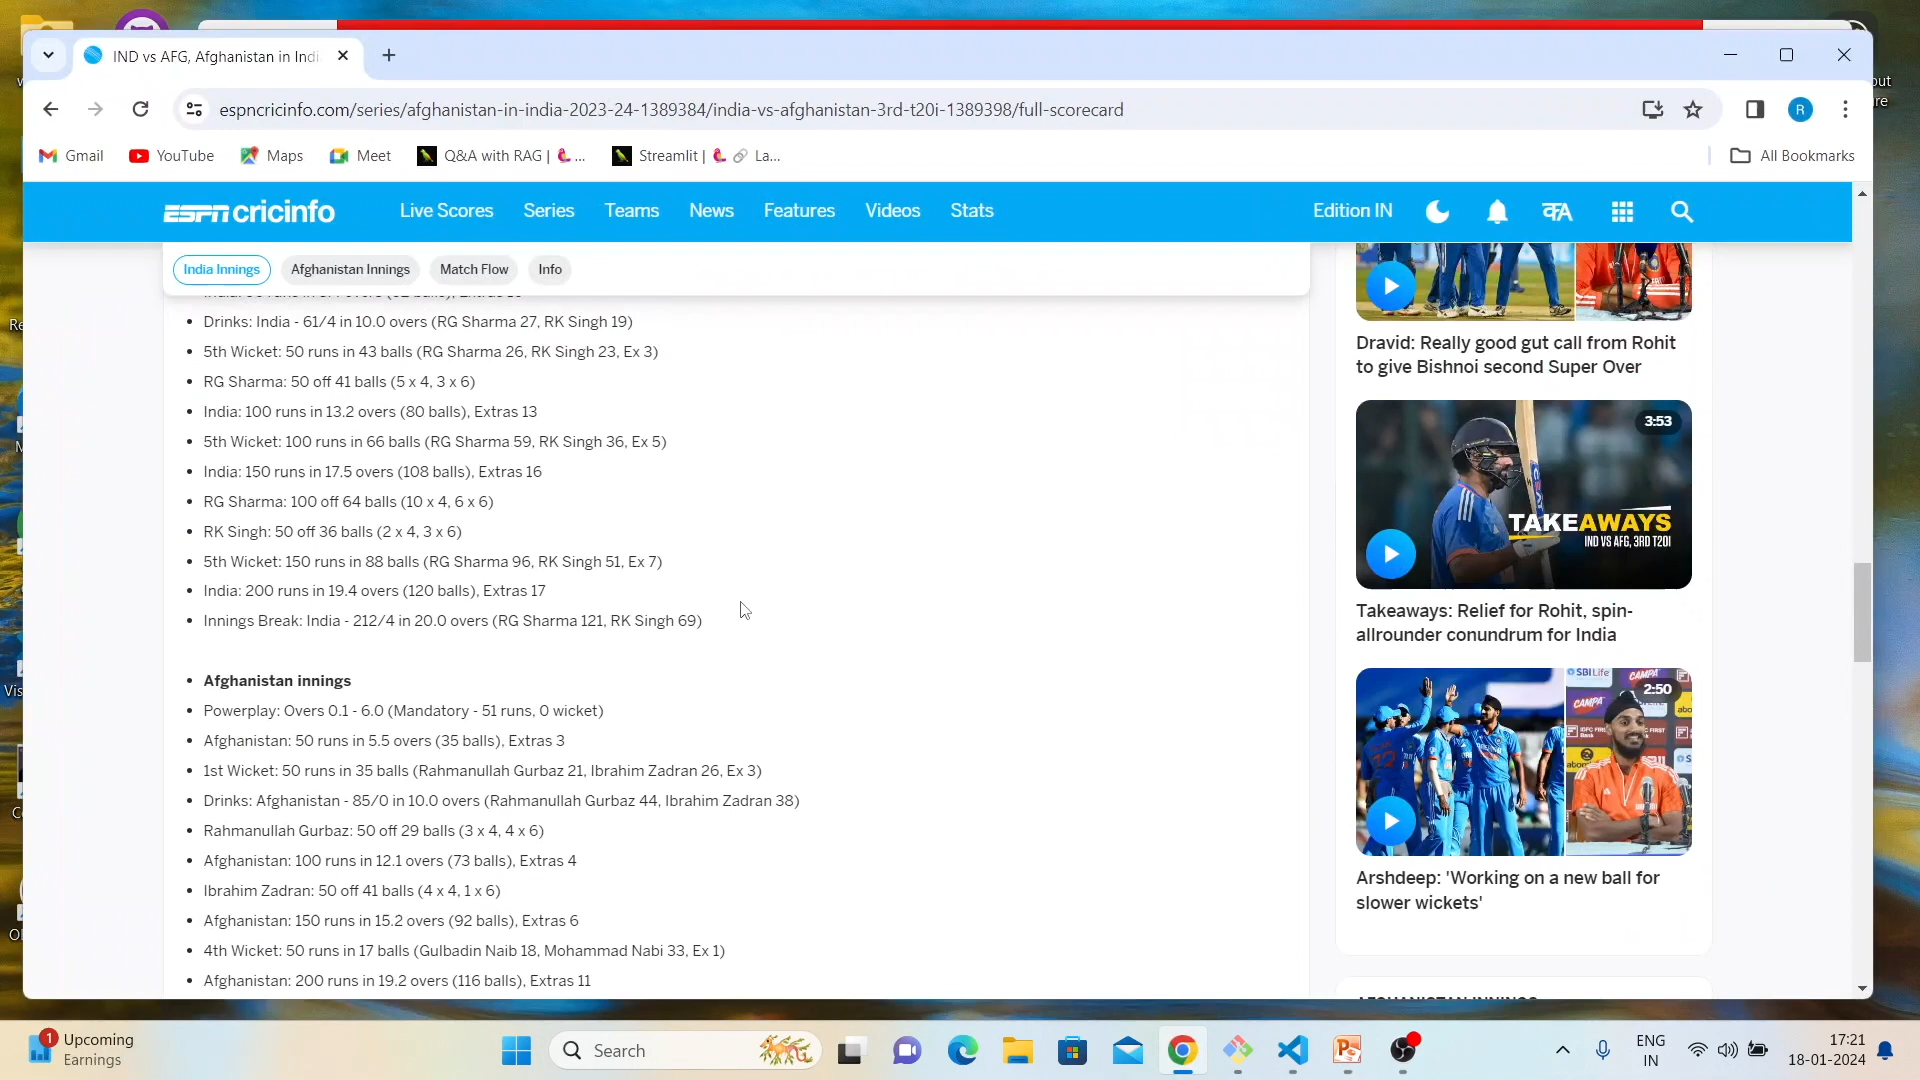 IND vs AFG, Afghanistan in Indi
espncricinfo.com/series/afghanistan-in-india-2023-24-1389384/india-vs-afghanistan-3rd-t20i-1389398/full-scorecard
R
Gmail
YouTube
Maps
Meet
Q&A with RAG | ...
Streamlit | La...
All Bookmarks
ESPN cricinfo
Live Scores
Series
Teams
News
Features
Videos
Stats
Edition IN
India Innings
Afghanistan Innings
Match Flow
Info
Drinks: India - 61/4 in 10.0 overs (RG Sharma 27, RK Singh 19)
5th Wicket: 50 runs in 43 balls (RG Sharma 26, RK Singh 23, Ex 3)
RG Sharma: 50 off 41 balls (5 x 4, 3 x 6)
India: 100 runs in 13.2 overs (80 balls), Extras 13
5th Wicket: 100 runs in 66 balls (RG Sharma 59, RK Singh 36, Ex 5)
India: 150 runs in 17.5 overs (108 balls), Extras 16
RG Sharma: 100 off 64 balls (10 x 4, 6 x 6)
RK Singh: 50 off 36 balls (2 x 4, 3 x 6)
5th Wicket: 150 runs in 88 balls (RG Sharma 96, RK Singh 51, Ex 7)
India: 200 runs in 19.4 overs (120 balls), Extras 17
Innings Break: India - 212/4 in 20.0 overs (RG Sharma 121, RK Singh 69)
Afghanistan innings
Powerplay: Overs 0.1 - 6.0 (Mandatory - 51 runs, 0 wicket)
Afghanistan: 50 runs in 5.5 overs (35 balls), Extras 3
1st Wicket: 50 runs in 35 balls (Rahmanullah Gurbaz 21, Ibrahim Zadran 26, Ex 3)
Drinks: Afghanistan - 85/0 in 10.0 overs (Rahmanullah Gurbaz 44, Ibrahim Zadran 38)
Rahmanullah Gurbaz: 50 off 29 balls (3 x 4, 4 x 6)
Afghanistan: 100 runs in 12.1 overs (73 balls), Extras 4
Ibrahim Zadran: 50 off 41 balls (4 x 4, 1 x 6)
Afghanistan: 150 runs in 15.2 overs (92 balls), Extras 6
4th Wicket: 50 runs in 17 balls (Gulbadin Naib 18, Mohammad Nabi 33, Ex 1)
Afghanistan: 200 runs in 19.2 overs (116 balls), Extras 11
Dravid: Really good gut call from Rohit
to give Bishnoi second Super Over
3:53
TAKEAWAYS
IND VS AFG, 3RD T20I
Takeaways: Relief for Rohit, spin-
allrounder conundrum for India
SBI Life
CAMPA
2:50
Arshdeep: 'Working on a new ball for
slower wickets'
1
Upcoming
Earnings
Search
ENG
IN
17:21
18-01-2024